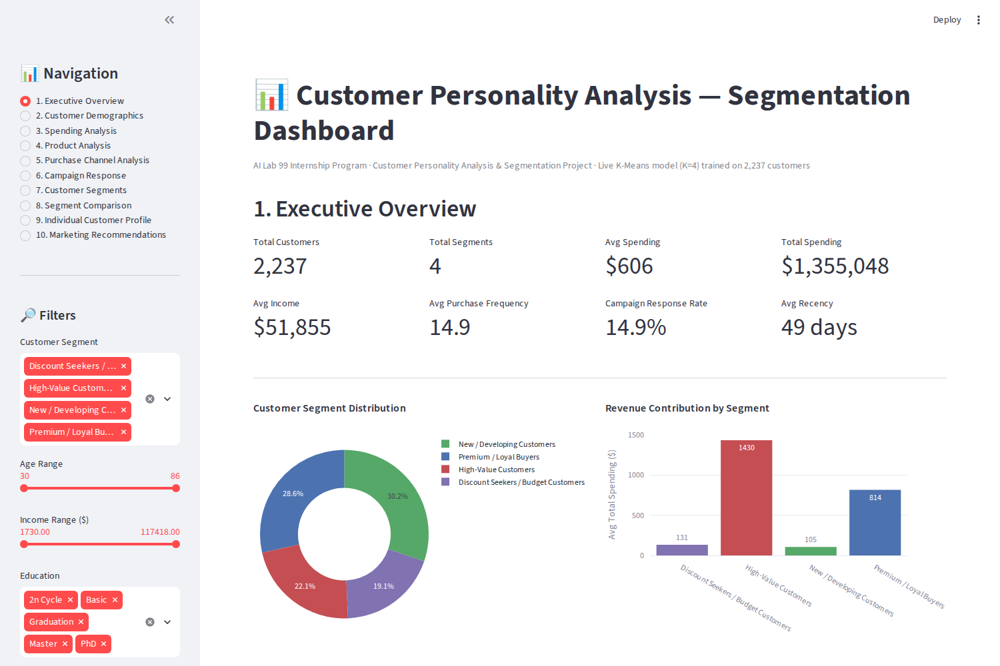 Deploy
Navigation
1. Executive Overview
2. Customer Demographics
3. Spending Analysis
4. Product Analysis
5. Purchase Channel Analysis
6. Campaign Response
7. Customer Segments
8. Segment Comparison
9. Individual Customer Profile
10. Marketing Recommendations
Filters
Customer Segment
Discount Seekers / ...
High-Value Custom...
New / Developing C...
Premium / Loyal Bu...
Age Range
30 86
Income Range ($)
1730.00 117418.00
Education
2n Cycle Basic
Graduation
Master PhD
Customer Personality Analysis — Segmentation
Dashboard
AI Lab 99 Internship Program · Customer Personality Analysis & Segmentation Project · Live K-Means model (K=4) trained on 2,237 customers
1. Executive Overview
Total Customers Total Segments Avg Spending Total Spending
2,237 4 $606 $1,355,048
Avg Income Avg Purchase Frequency Campaign Response Rate Avg Recency
$51,855 14.9 14.9% 49 days
Customer Segment Distribution
New / Developing Customers
Premium / Loyal Buyers
High-Value Customers
Discount Seekers / Budget Customers
28.6%
30.2%
22.1%
19.1%
Revenue Contribution by Segment
Avg Total Spending ($)
1500
1000
500
0
131
1430
105
814
Discount Seekers / Budget Customers
High-Value Customers
New / Developing Customers
Premium / Loyal Buyers